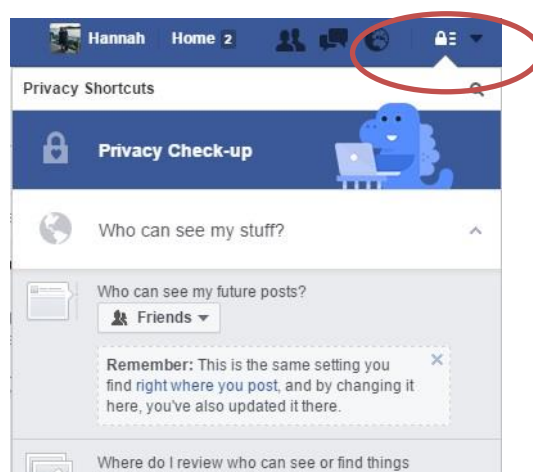 Hannah Home 2
Privacy Shortcuts
Privacy Check-up
Who can see my stuff?
Who can see my future posts?
Friends
Remember: This is the same setting you
find right where you post, and by changing it
here, you've also updated it there.
Where do I review who can see or find things